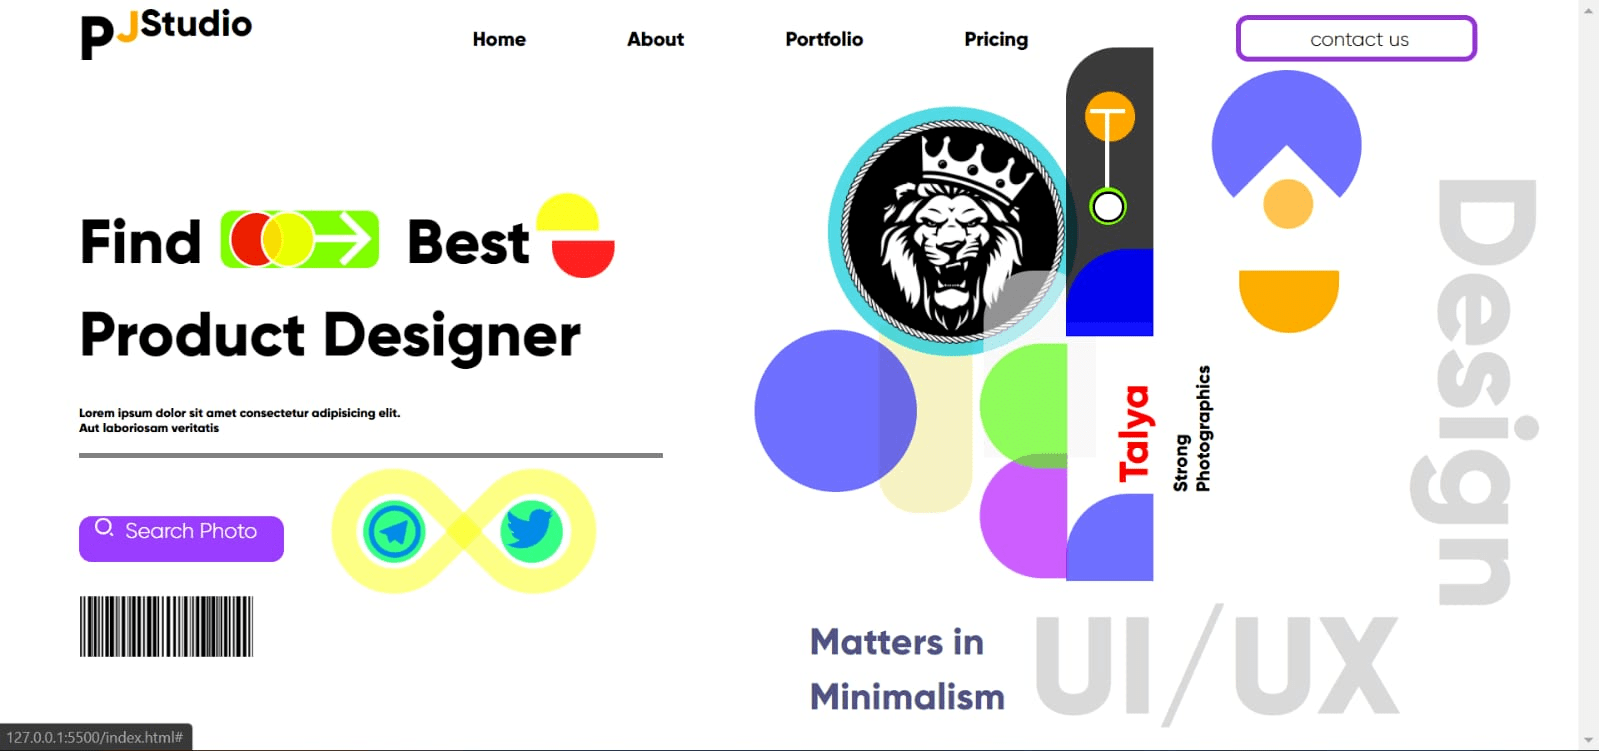 PJStudio
Home
About
Portfolio
Pricing
contact us
Find Best
Product Designer
Lorem ipsum dolor sit amet consectetur adipisicing elit.
Aut laboriosam veritatis
Search Photo
Talya
Strong
Photographics
Design
Matters in
Minimalism
UI/UX
127.0.0.1:5500/index.html#